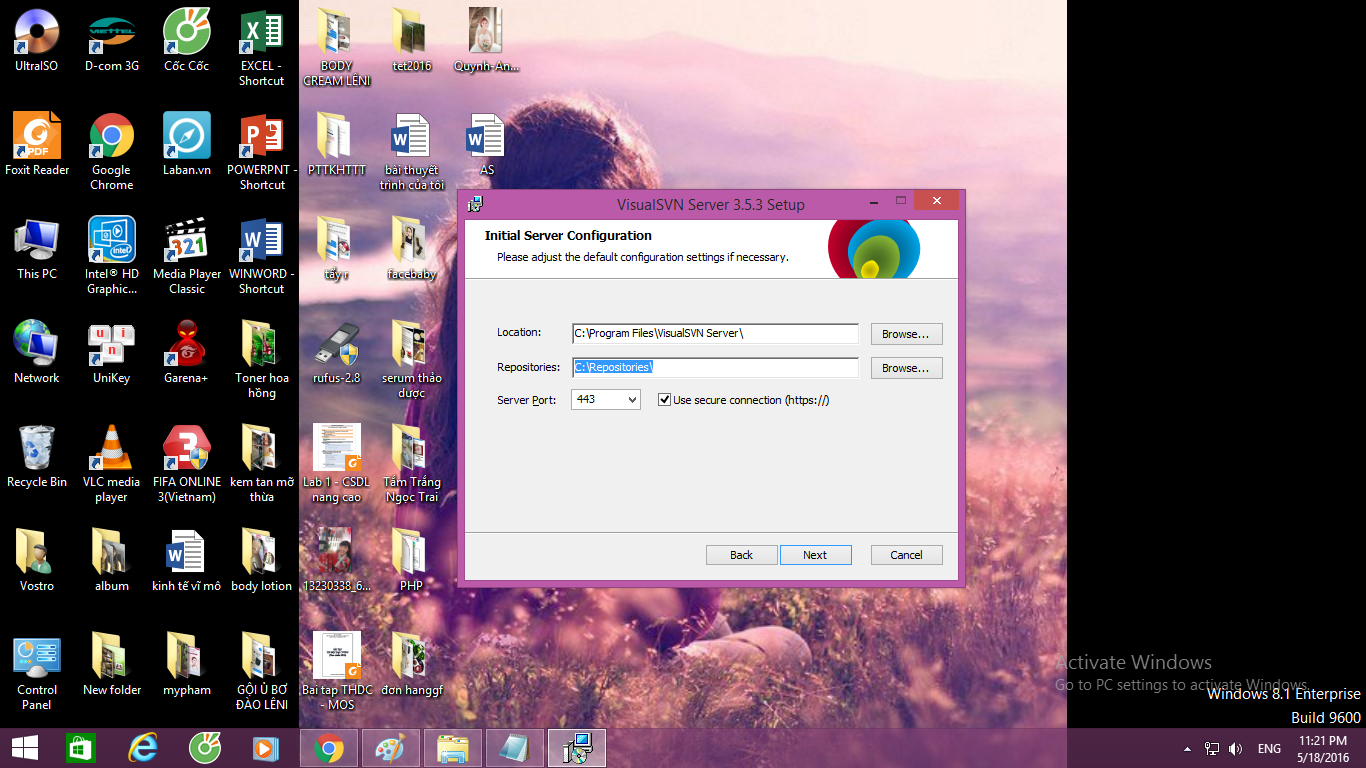 UltraISO
D-com 3G
Cốc Cốc
EXCEL -
Shortcut
BODY
CREAM LÊNI
tet2016
Quynh-An...
PDF
Foxit Reader
Google
Chrome
Laban.vn
POWERPNT -
Shortcut
PTTKHTTT
bài thuyết
trình của tôi
AS
This PC
Intel® HD
Graphic...
Media Player
Classic
WINWORD -
Shortcut
tẩy r
facebaby
Network
UniKey
Garena+
Toner hoa
hồng
rufus-2.8
serum thảo
dược
Recycle Bin
VLC media
player
FIFA ONLINE
3(Vietnam)
kem tan mỡ
thừa
Lab 1 - CSDL
nang cao
Tắm Trắng
Ngọc Trai
Vostro
album
kinh tế vĩ mô
body lotion
13230338_6...
PHP
Control
Panel
New folder
mypham
GỘI Ủ BƠ
ĐÀO LÊNI
Bai tap THDC
- MOS
đơn hanggf
VisualSVN Server 3.5.3 Setup
Initial Server Configuration
Please adjust the default configuration settings if necessary.
Location:
C:\Program Files\VisualSVN Server\
Browse...
Repositories:
C:\Repositories\
Browse...
Server Port:
443
Use secure connection (https://)
Back
Next
Cancel
Activate Windows
Go to PC settings to activate Windows.
Windows 8.1 Enterprise
Build 9600
ENG
11:21 PM
5/18/2016